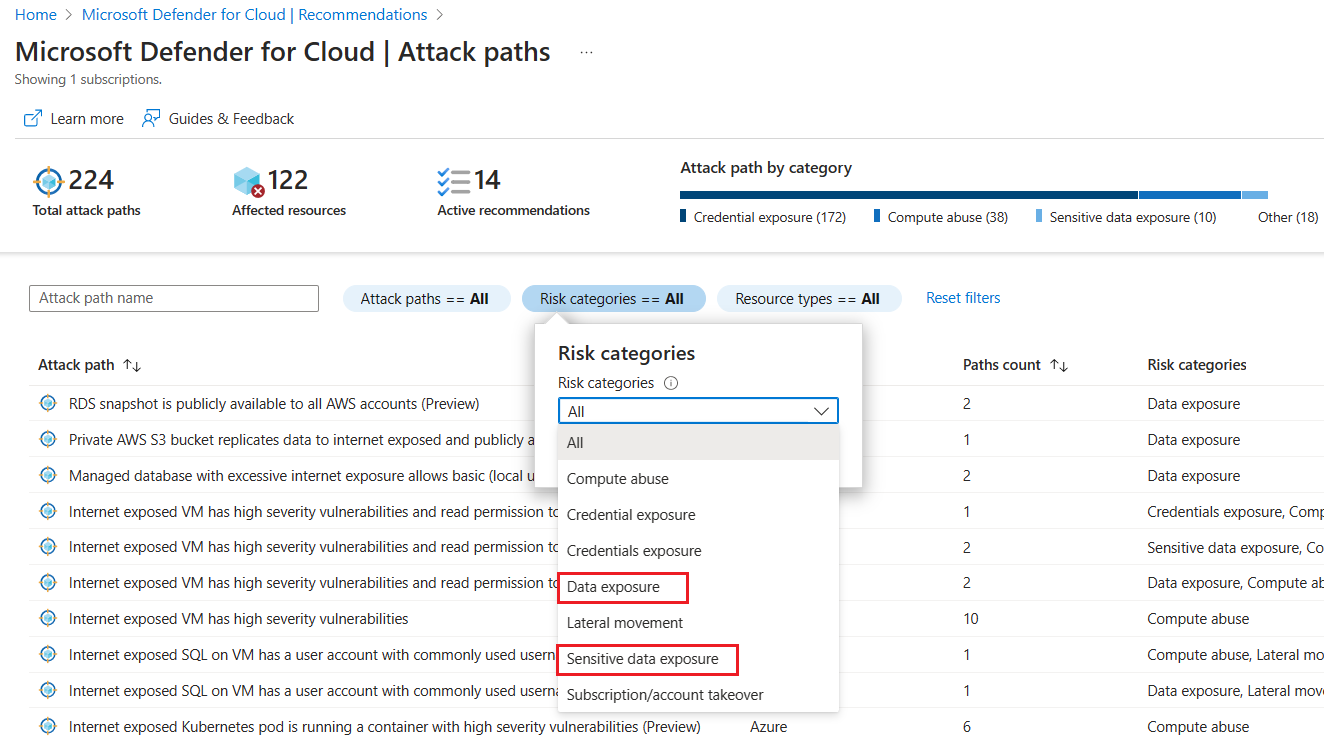 Home > Microsoft Defender for Cloud | Recommendations >
Microsoft Defender for Cloud | Attack paths ...
Showing 1 subscriptions.
Learn more Guides & Feedback
224
Total attack paths
122
Affected resources
14
Active recommendations
Attack path by category
Credential exposure (172) Compute abuse (38) Sensitive data exposure (10) Other (18)
Attack path name Attack paths == All Risk categories == All Resource types == All Reset filters
Risk categories
Risk categories
All
All
Compute abuse
Credential exposure
Credentials exposure
Data exposure
Lateral movement
Sensitive data exposure
Subscription/account takeover
Attack path Paths count Risk categories
RDS snapshot is publicly available to all AWS accounts (Preview) 2 Data exposure
Private AWS S3 bucket replicates data to internet exposed and publicly a 1 Data exposure
Managed database with excessive internet exposure allows basic (local u 2 Data exposure
Internet exposed VM has high severity vulnerabilities and read permission to 1 Credentials exposure, Comp
Internet exposed VM has high severity vulnerabilities and read permission to 2 Sensitive data exposure, Co
Internet exposed VM has high severity vulnerabilities and read permission to 2 Data exposure, Compute ab
Internet exposed VM has high severity vulnerabilities 10 Compute abuse
Internet exposed SQL on VM has a user account with commonly used usern 1 Compute abuse, Lateral mo
Internet exposed SQL on VM has a user account with commonly used userna 1 Data exposure, Lateral mov
Internet exposed Kubernetes pod is running a container with high severity vulnerabilities (Preview) Azure 6 Compute abuse